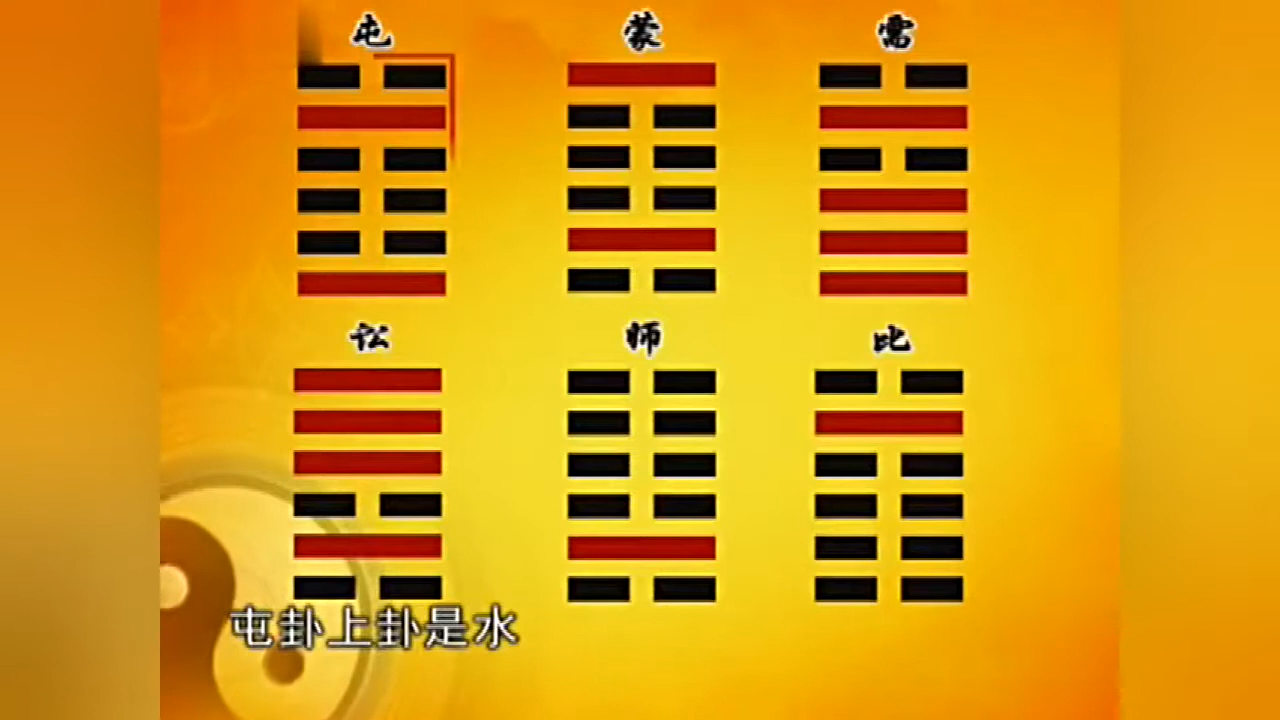 屯 蒙 需
讼 师 比
屯卦上卦是水